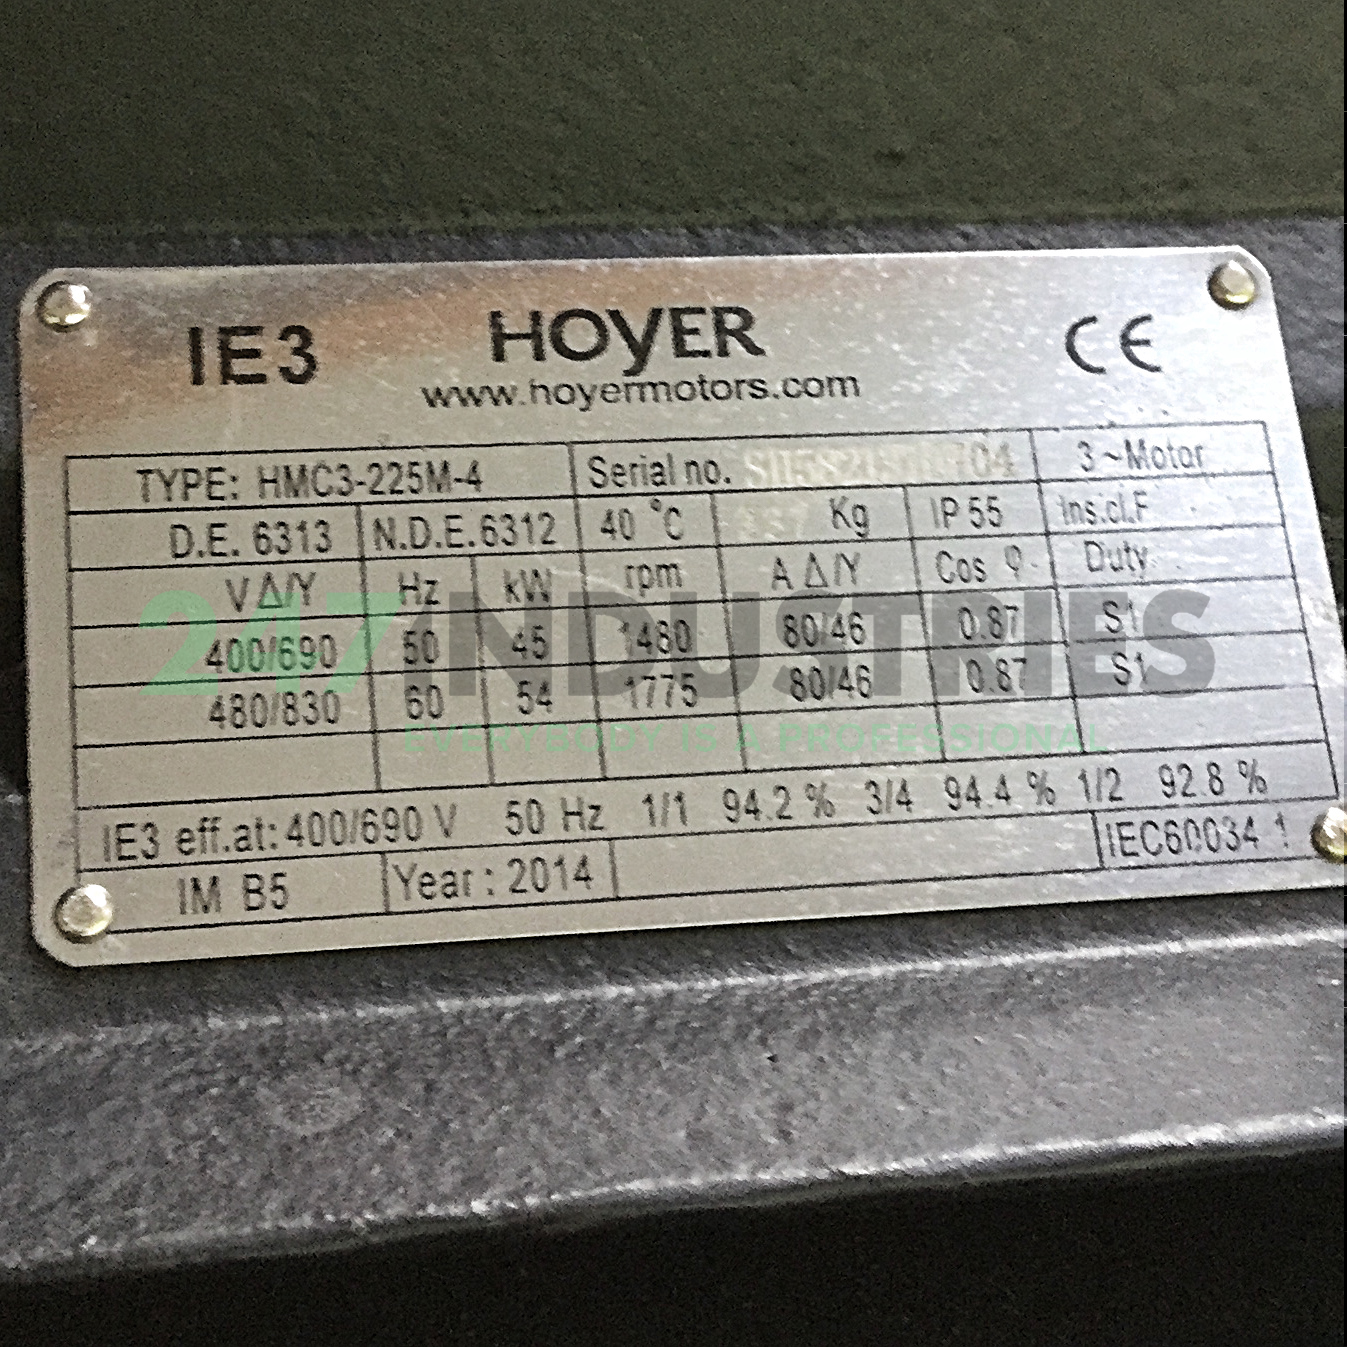 IE3 HOYER CE
www.hoyermotors.com
TYPE: HMC3-225M-4 Serial no. 3~Motor
D.E. 6313 N.D.E.6312 40 °C Kg IP 55 Ins.cl.F
V Δ/Y Hz kW rpm A Δ/Y Cos φ Duty
400/690 50 45 1480 80/46 0.87 S1
480/830 60 54 1775 80/46 0.87 S1
247INDUSTRIES
EVERYBODY IS A PROFESSIONAL
IE3 eff.at: 400/690 V 50 Hz 1/1 94.2 % 3/4 94.4 % 1/2 92.8 %
IM B5 Year : 2014 IEC60034 1